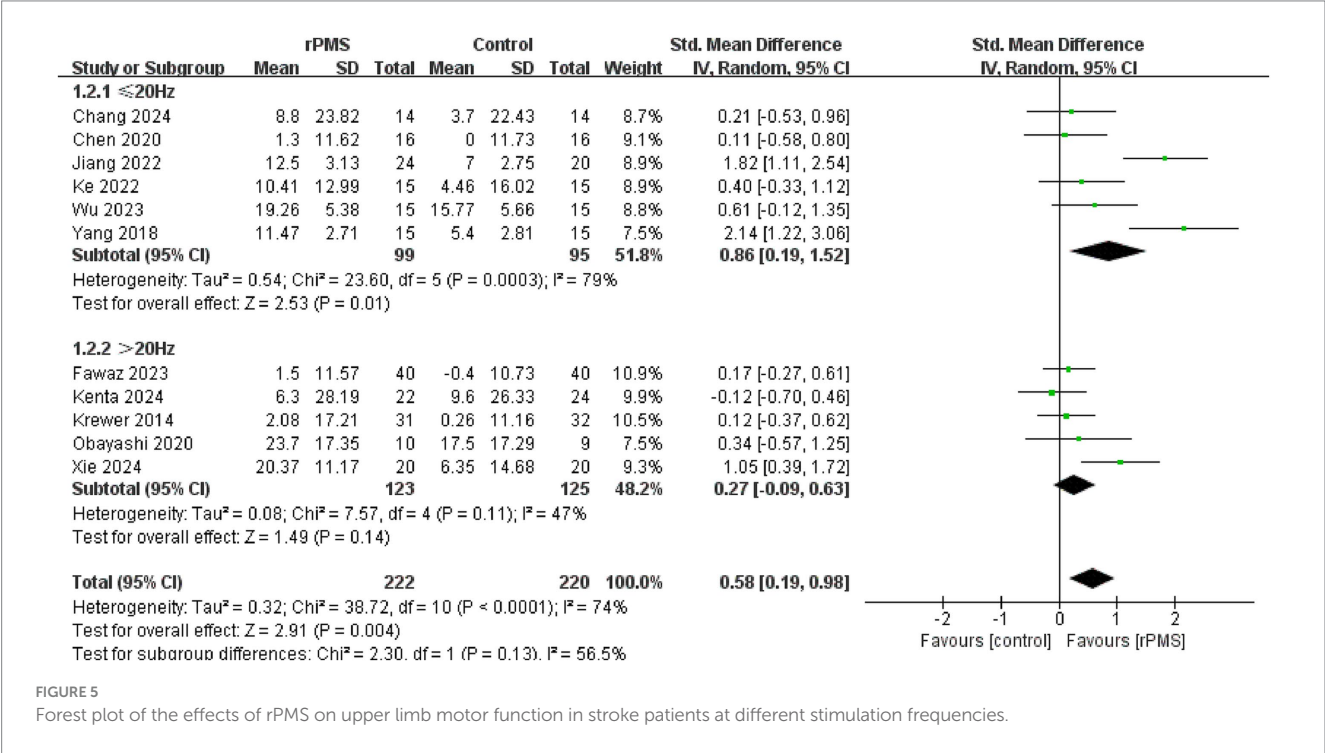 rPMS Control Std. Mean Difference Std. Mean Difference
Study or Subgroup Mean SD Total Mean SD Total Weight IV, Random, 95% CI IV, Random, 95% CI
1.2.1 ≤20Hz
Chang 2024 8.8 23.82 14 3.7 22.43 14 8.7% 0.21 [-0.53, 0.96]
Chen 2020 1.3 11.62 16 0 11.73 16 9.1% 0.11 [-0.58, 0.80]
Jiang 2022 12.5 3.13 24 7 2.75 20 8.9% 1.82 [1.11, 2.54]
Ke 2022 10.41 12.99 15 4.46 16.02 15 8.9% 0.40 [-0.33, 1.12]
Wu 2023 19.26 5.38 15 15.77 5.66 15 8.8% 0.61 [-0.12, 1.35]
Yang 2018 11.47 2.71 15 5.4 2.81 15 7.5% 2.14 [1.22, 3.06]
Subtotal (95% CI) 99 95 51.8% 0.86 [0.19, 1.52]
Heterogeneity: Tau² = 0.54; Chi² = 23.60, df = 5 (P = 0.0003); I² = 79%
Test for overall effect: Z = 2.53 (P = 0.01)
1.2.2 >20Hz
Fawaz 2023 1.5 11.57 40 -0.4 10.73 40 10.9% 0.17 [-0.27, 0.61]
Kenta 2024 6.3 28.19 22 9.6 26.33 24 9.9% -0.12 [-0.70, 0.46]
Krewer 2014 2.08 17.21 31 0.26 11.16 32 10.5% 0.12 [-0.37, 0.62]
Obayashi 2020 23.7 17.35 10 17.5 17.29 9 7.5% 0.34 [-0.57, 1.25]
Xie 2024 20.37 11.17 20 6.35 14.68 20 9.3% 1.05 [0.39, 1.72]
Subtotal (95% CI) 123 125 48.2% 0.27 [-0.09, 0.63]
Heterogeneity: Tau² = 0.08; Chi² = 7.57, df = 4 (P = 0.11); I² = 47%
Test for overall effect: Z = 1.49 (P = 0.14)
Total (95% CI) 222 220 100.0% 0.58 [0.19, 0.98]
Heterogeneity: Tau² = 0.32; Chi² = 38.72, df = 10 (P < 0.0001); I² = 74%
Test for overall effect: Z = 2.91 (P = 0.004)
Test for subgroup differences: Chi² = 2.30. df = 1 (P = 0.13). I² = 56.5%
-2 -1 0 1 2
Favours [control] Favours [rPMS]
FIGURE 5
Forest plot of the effects of rPMS on upper limb motor function in stroke patients at different stimulation frequencies.